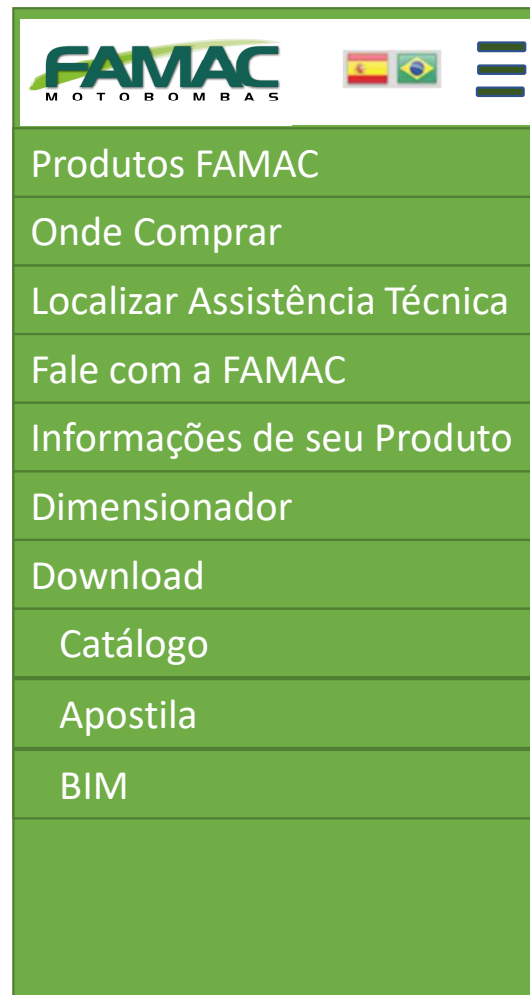 FAMAC
MOTOBOMBAS
Produtos FAMAC
Onde Comprar
Localizar Assistência Técnica
Fale com a FAMAC
Informações de seu Produto
Dimensionador
Download
Catálogo
Apostila
BIM